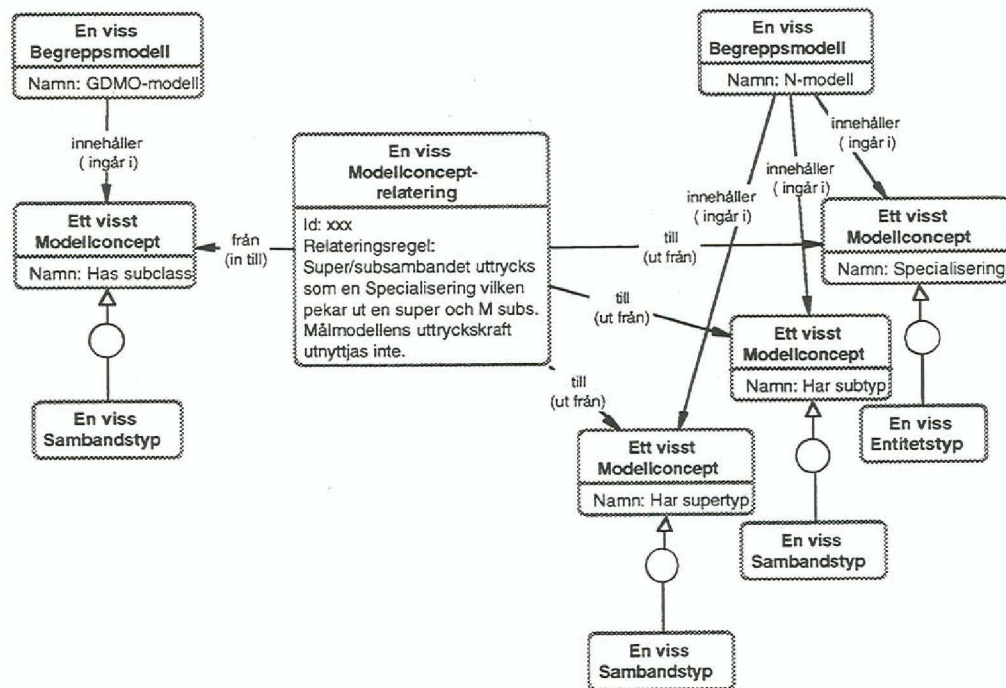 En viss
Begreppsmodell
Namn: GDMO-modell
innehåller
( ingår i)
Ett visst
Modellconcept
Namn: Has subclass
En viss
Sambandstyp
från
(in till)
En viss
Modellconcept-
relatering
Id: xxx
Relateringsregel:
Super/subsambandet uttrycks
som en Specialisering vilken
pekar ut en super och M subs.
Målmodellens uttryckskraft
utnyttjas inte.
En viss
Begreppsmodell
Namn: N-modell
innehåller
( ingår i)
innehåller
( ingår i)
innehåller
( ingår i)
till
(ut från)
till
(ut från)
till
(ut från)
Ett visst
Modellconcept
Namn: Specialisering
En viss
Entitetstyp
Ett visst
Modellconcept
Namn: Har subtyp
En viss
Sambandstyp
Ett visst
Modellconcept
Namn: Har supertyp
En viss
Sambandstyp